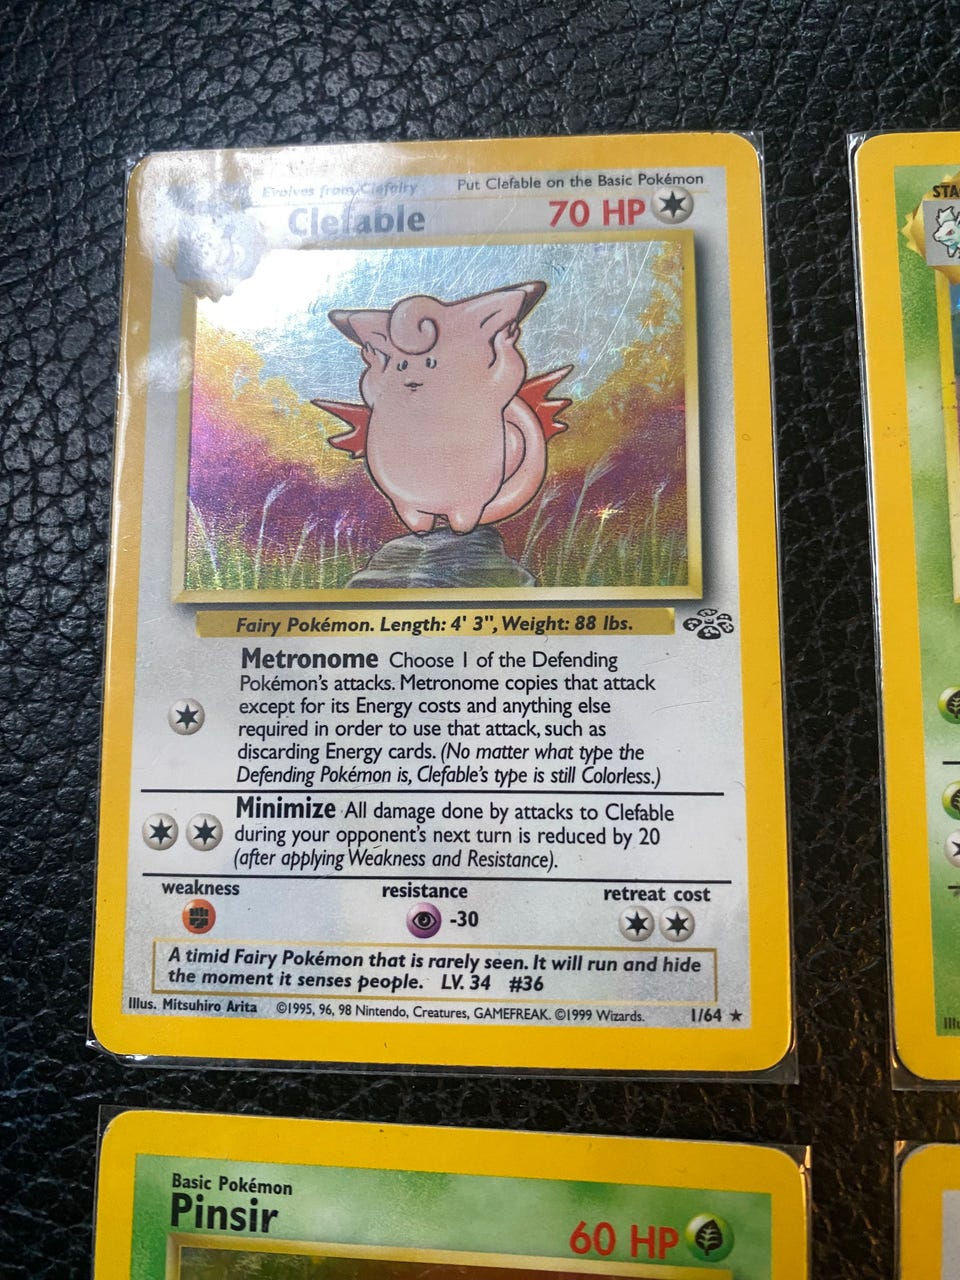 Evolves from Clefairy
Put Clefable on the Basic Pokémon
Clefable
70 HP
Fairy Pokémon. Length: 4' 3", Weight: 88 lbs.
Metronome Choose 1 of the Defending
Pokémon's attacks. Metronome copies that attack
except for its Energy costs and anything else
required in order to use that attack, such as
discarding Energy cards. (No matter what type the
Defending Pokémon is, Clefable's type is still Colorless.)
Minimize All damage done by attacks to Clefable
during your opponent's next turn is reduced by 20
(after applying Weakness and Resistance).
weakness
resistance
retreat cost
-30
A timid Fairy Pokémon that is rarely seen. It will run and hide
the moment it senses people. LV. 34 #36
Illus. Mitsuhiro Arita ©1995, 96, 98 Nintendo, Creatures, GAMEFREAK. ©1999 Wizards. 1/64
STA
Illu
Basic Pokémon
Pinsir
60 HP